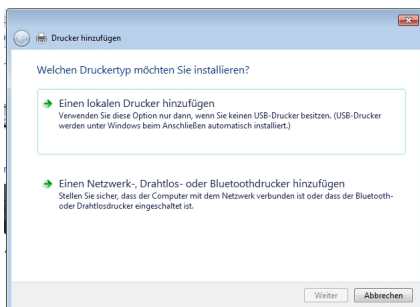 Drucker hinzufügen
Welchen Druckertyp möchten Sie installieren?
Einen lokalen Drucker hinzufügen
Verwenden Sie diese Option nur dann, wenn Sie keinen USB-Drucker besitzen. (USB-Drucker
werden unter Windows beim Anschließen automatisch installiert.)
Einen Netzwerk-, Drahtlos- oder Bluetoothdrucker hinzufügen
Stellen Sie sicher, dass der Computer mit dem Netzwerk verbunden ist oder dass der Bluetooth-
oder Drahtlosdrucker eingeschaltet ist.
Weiter Abbrechen